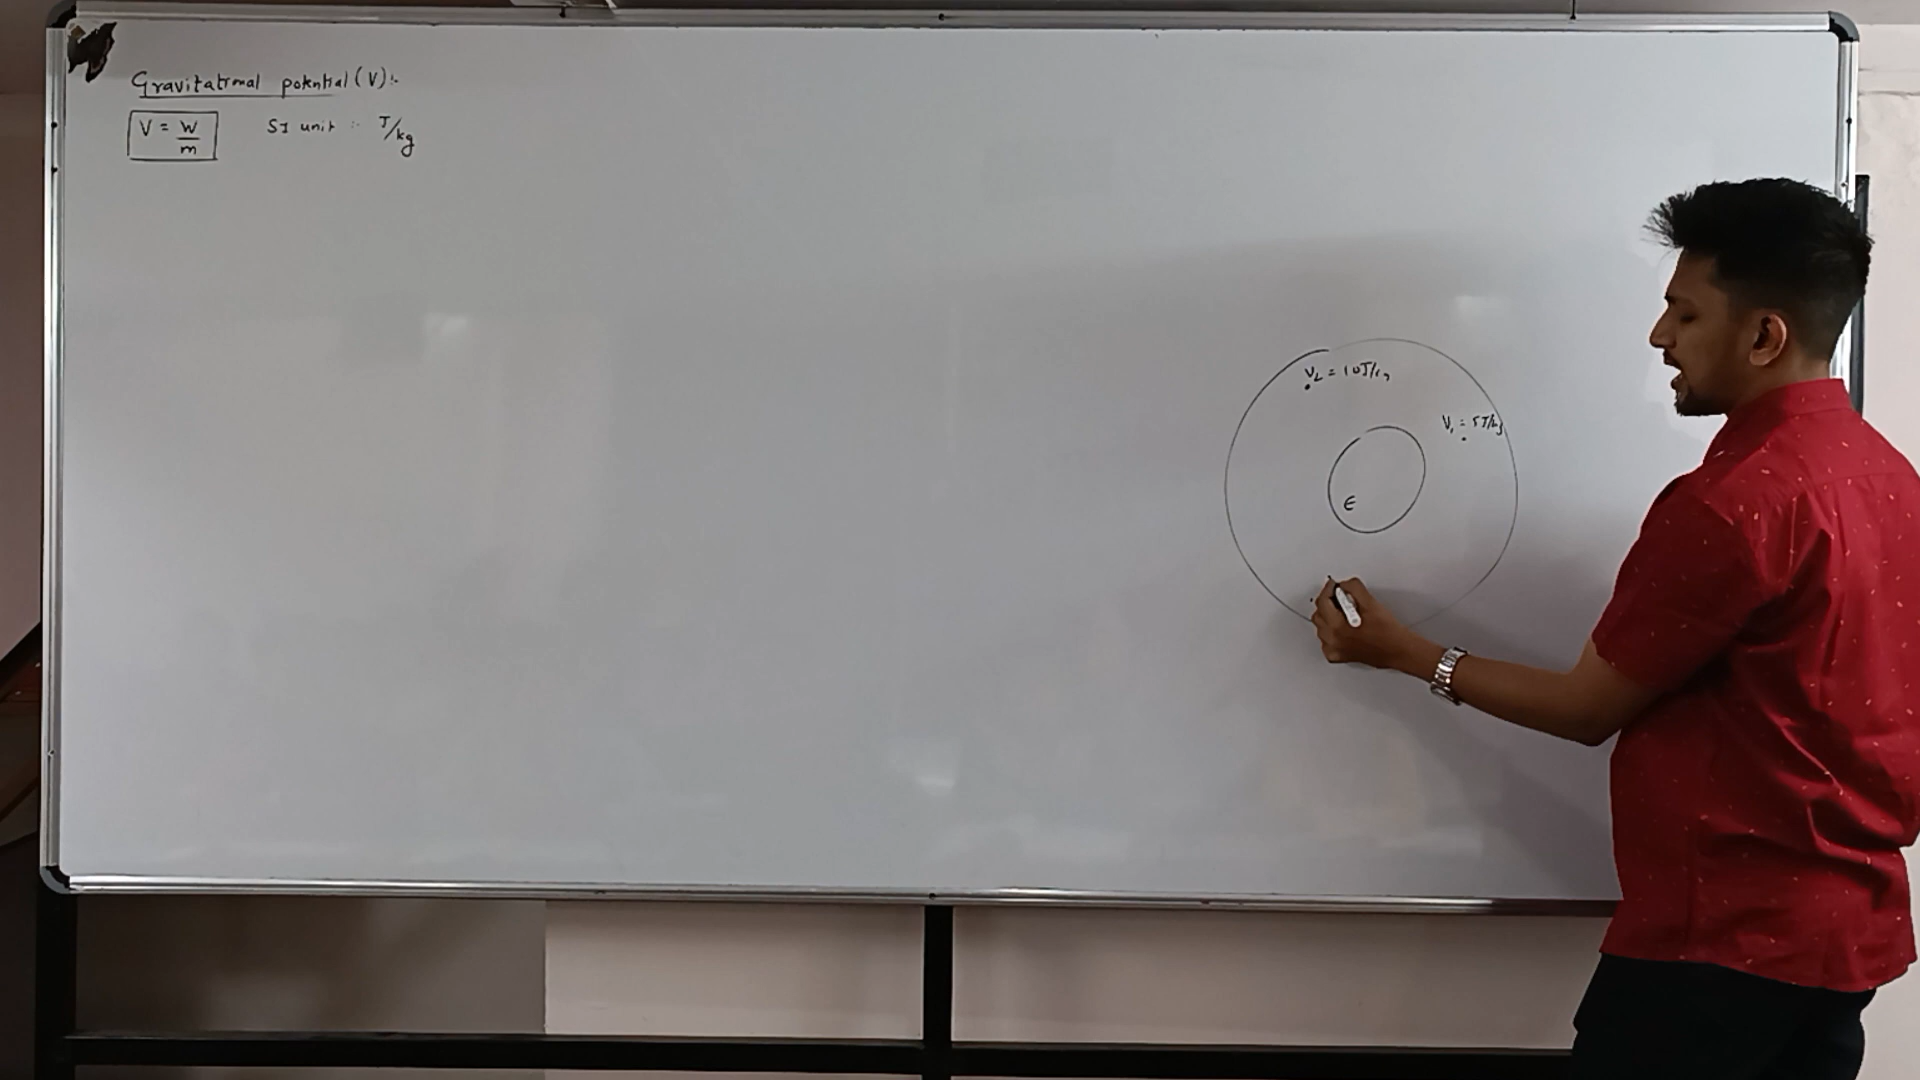 Gravitational potential (V):-
V = W/m SI unit :- J/kg
V₂ = 10J/kg
V₁ = 5J/kg
E